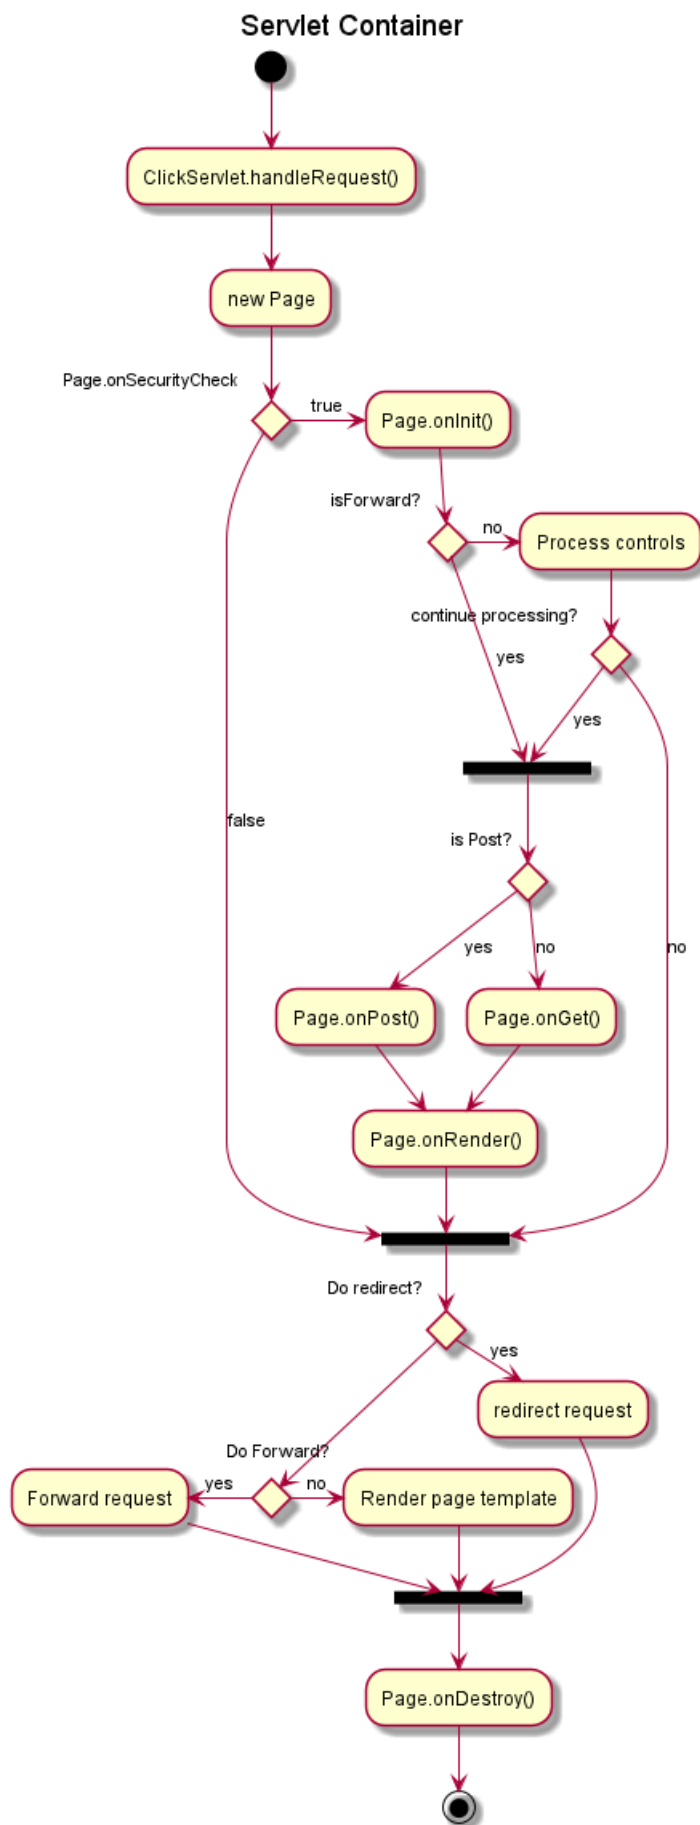 Servlet Container
ClickServlet.handleRequest()
new Page
Page.onSecurityCheck
true
Page.onInit()
isForward?
no
Process controls
continue processing?
yes
yes
false
is Post?
yes
no
no
Page.onPost()
Page.onGet()
Page.onRender()
Do redirect?
yes
redirect request
Do Forward?
yes
no
Forward request
Render page template
Page.onDestroy()